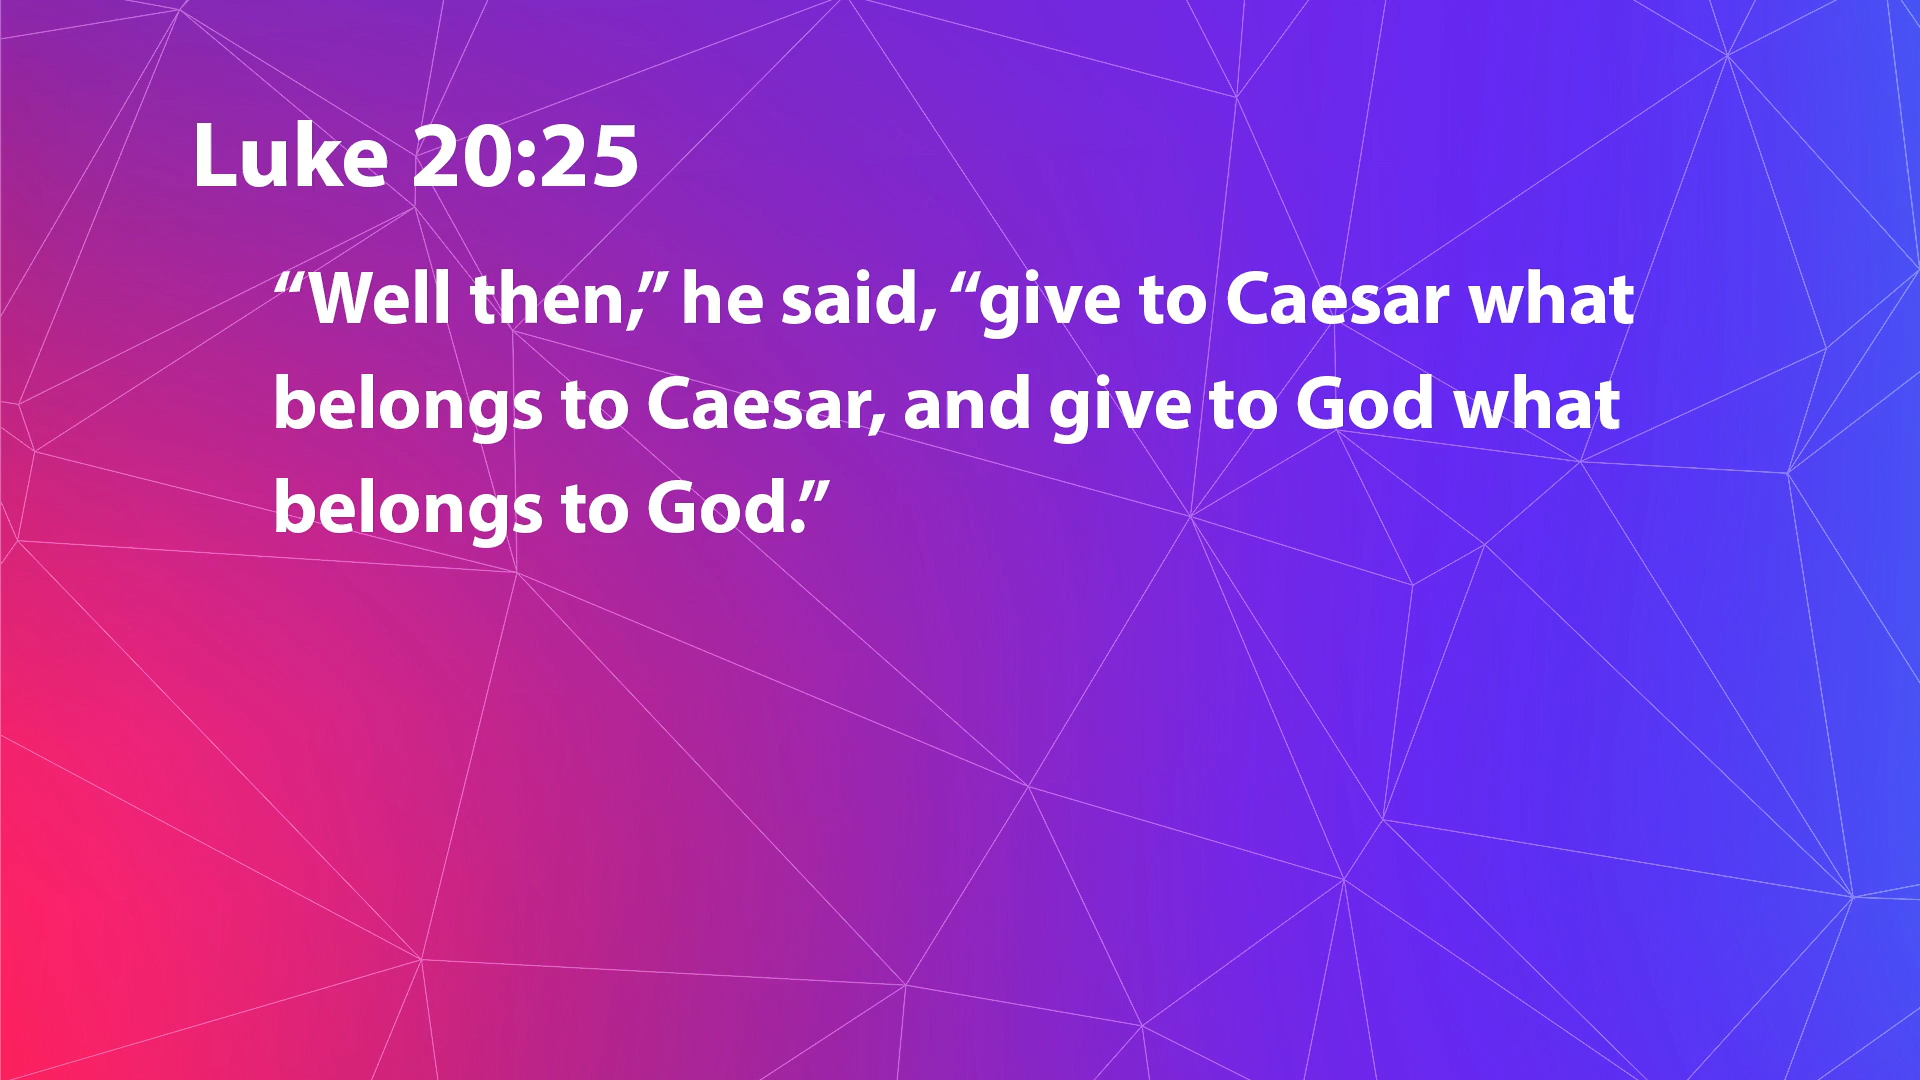 Luke 20:25
“Well then,” he said, “give to Caesar what
belongs to Caesar, and give to God what
belongs to God.”